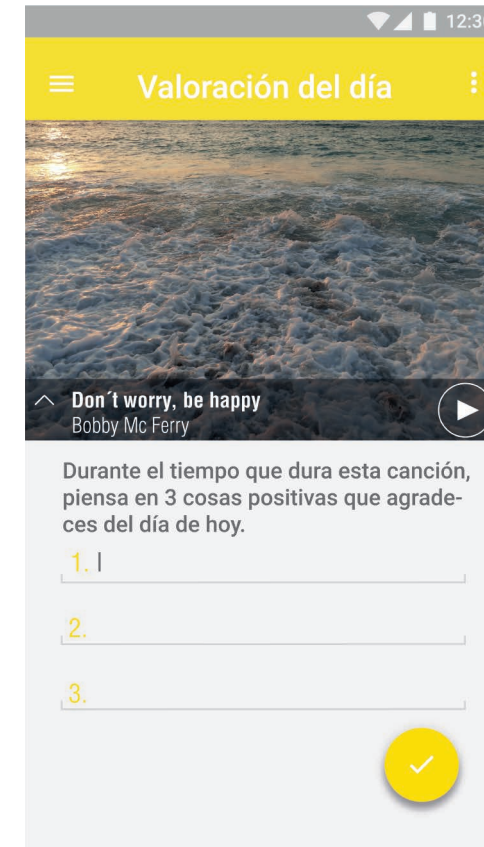 12:3
Valoración del día
Don´t worry, be happy
Bobby Mc Ferry
Durante el tiempo que dura esta canción,
piensa en 3 cosas positivas que agrade-
ces del día de hoy.
1.
2.
3.